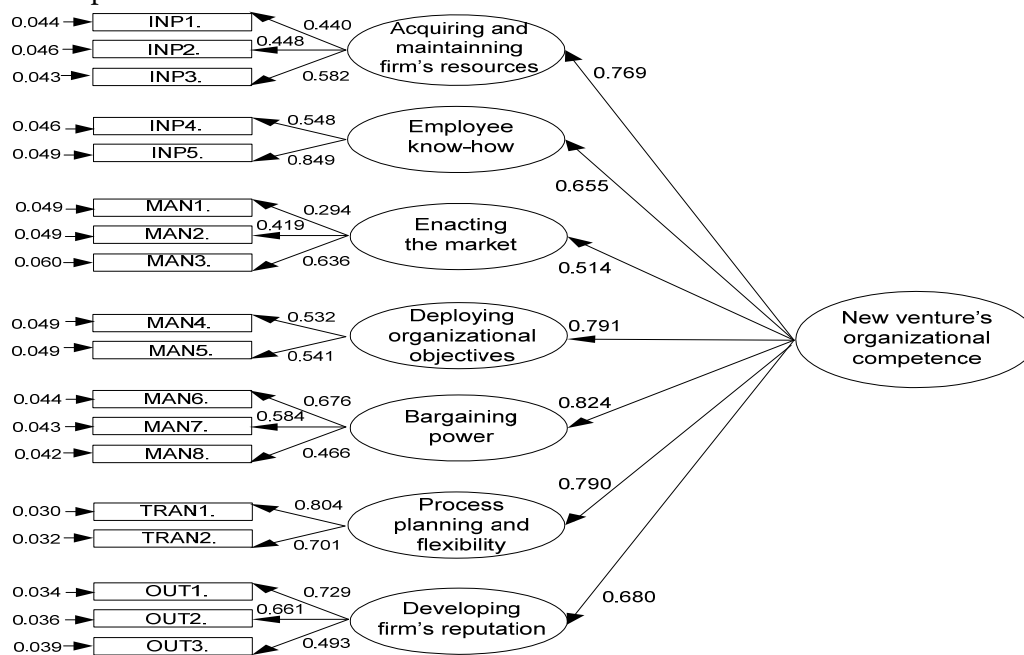 0.044
INP1.
0.440
Acquiring and
maintainning
firm's resources
0.046
INP2.
0.448
0.043
INP3.
0.582
0.769
0.046
INP4.
0.548
Employee
know-how
0.049
INP5.
0.849
0.655
0.049
MAN1.
0.294
Enacting
the market
0.049
MAN2.
0.419
0.060
MAN3.
0.636
0.514
0.049
MAN4.
0.532
Deploying
organizational
objectives
0.049
MAN5.
0.541
0.791
New venture's
organizational
competence
0.044
MAN6.
0.676
Bargaining
power
0.043
MAN7.
0.584
0.042
MAN8.
0.466
0.824
0.030
TRAN1.
0.804
Process
planning and
flexibility
0.032
TRAN2.
0.701
0.790
0.034
OUT1.
0.729
Developing
firm's reputation
0.036
OUT2.
0.661
0.039
OUT3.
0.493
0.680